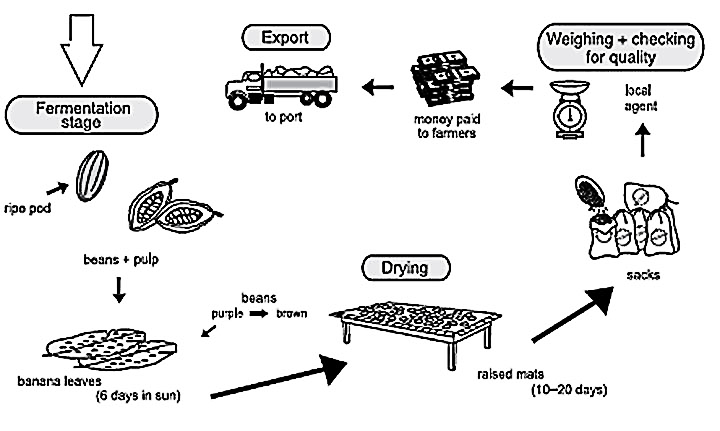 Export
Weighing + checking
for quality
Fermentation
stage
to port
money paid
to farmers
local
agent
ripo pod
beans + pulp
sacks
Drying
beans
purple brown
banana leaves
(6 days in sun)
raised mats
(10–20 days)